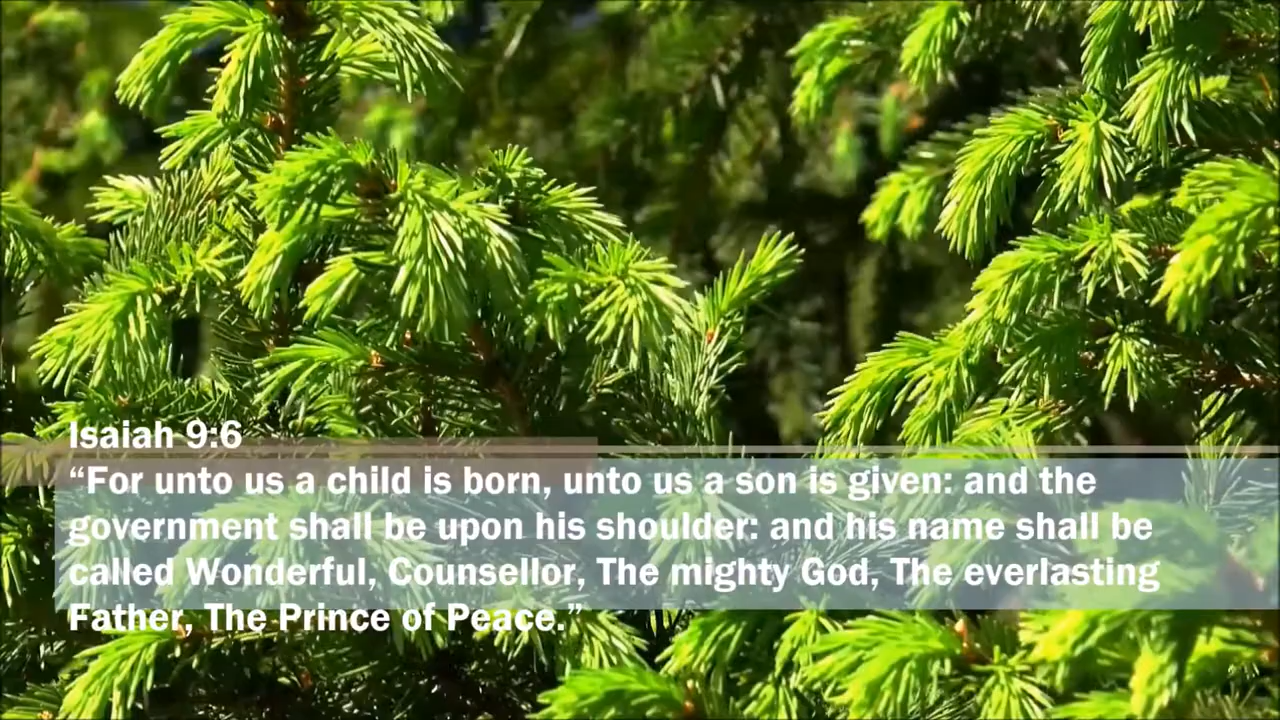 Isaiah 9:6
“For unto us a child is born, unto us a son is given: and the
government shall be upon his shoulder: and his name shall be
called Wonderful, Counsellor, The mighty God, The everlasting
Father, The Prince of Peace.”